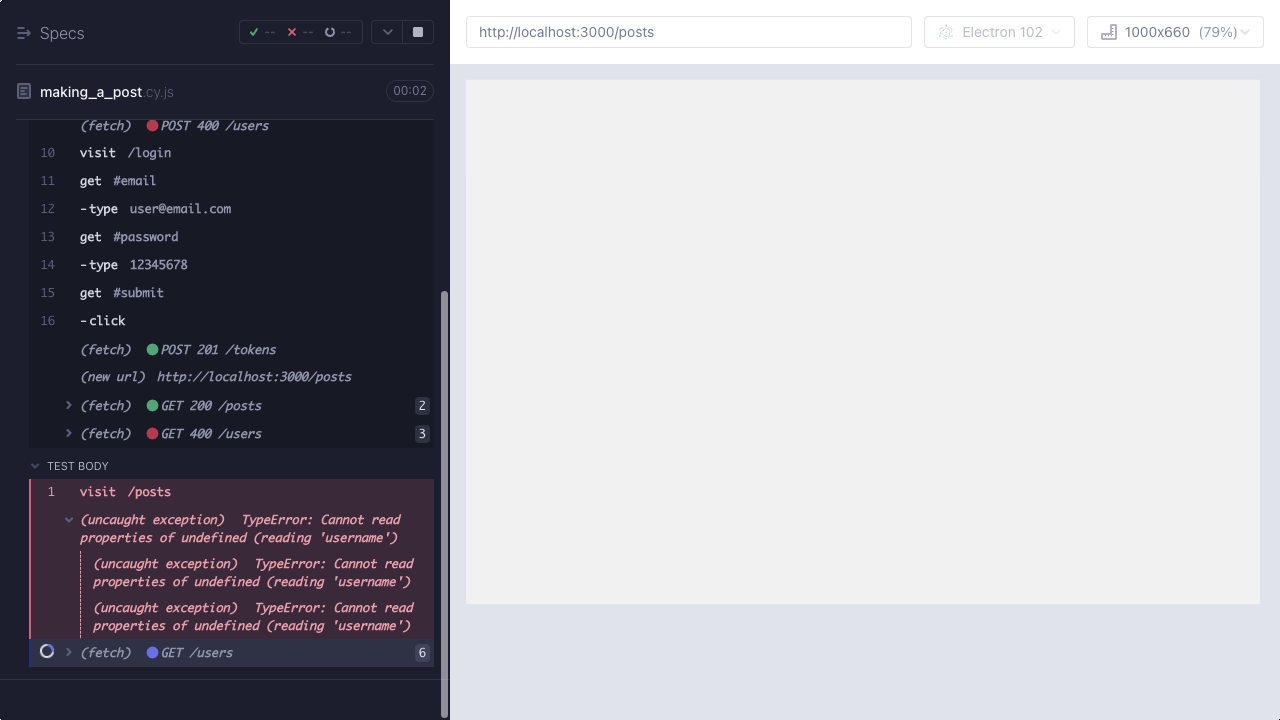 Specs
--
--
--
http://localhost:3000/posts
Electron 102
1000x660 (79%)
making_a_post.cy.js
00:02
(fetch) POST 400 /users
10 visit /login
11 get #email
12 -type user@email.com
13 get #password
14 -type 12345678
15 get #submit
16 -click
(fetch) POST 201 /tokens
(new url) http://localhost:3000/posts
(fetch) GET 200 /posts 2
(fetch) GET 400 /users 3
TEST BODY
1 visit /posts
(uncaught exception) TypeError: Cannot read
properties of undefined (reading 'username')
(uncaught exception) TypeError: Cannot read
properties of undefined (reading 'username')
(uncaught exception) TypeError: Cannot read
properties of undefined (reading 'username')
(fetch) GET /users 6